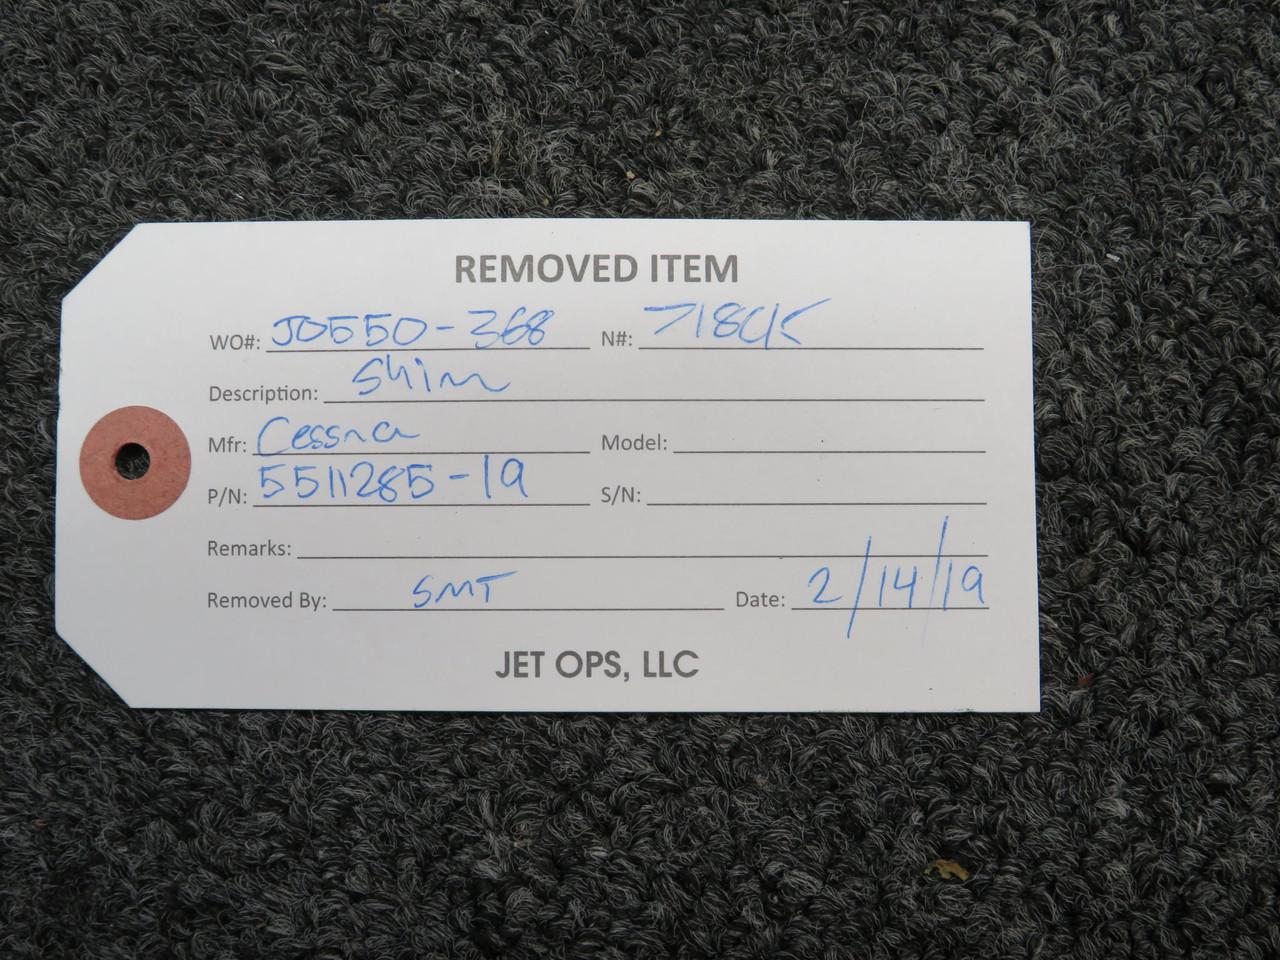 REMOVED ITEM
WO#: JO550-368 N#: 718CK
Description: Shim
Mfr: Cessna Model:
P/N: 5511285-19 S/N:
Remarks:
Removed By: SMT Date: 2/14/19
JET OPS, LLC